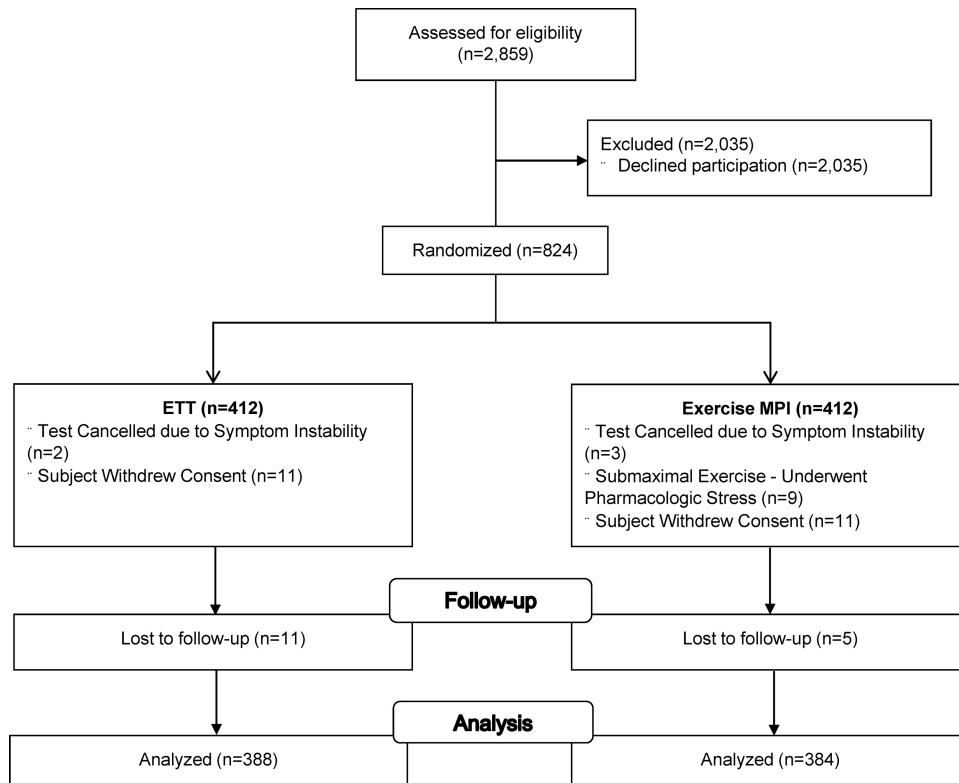 Assessed for eligibility
(n=2,859)
Excluded (n=2,035)
¨ Declined participation (n=2,035)
Randomized (n=824)
ETT (n=412)
¨ Test Cancelled due to Symptom Instability
(n=2)
¨ Subject Withdrew Consent (n=11)
Exercise MPI (n=412)
¨ Test Cancelled due to Symptom Instability
(n=3)
¨ Submaximal Exercise - Underwent
Pharmacologic Stress (n=9)
¨ Subject Withdrew Consent (n=11)
Follow-up
Lost to follow-up (n=11)
Lost to follow-up (n=5)
Analysis
Analyzed (n=388)
Analyzed (n=384)